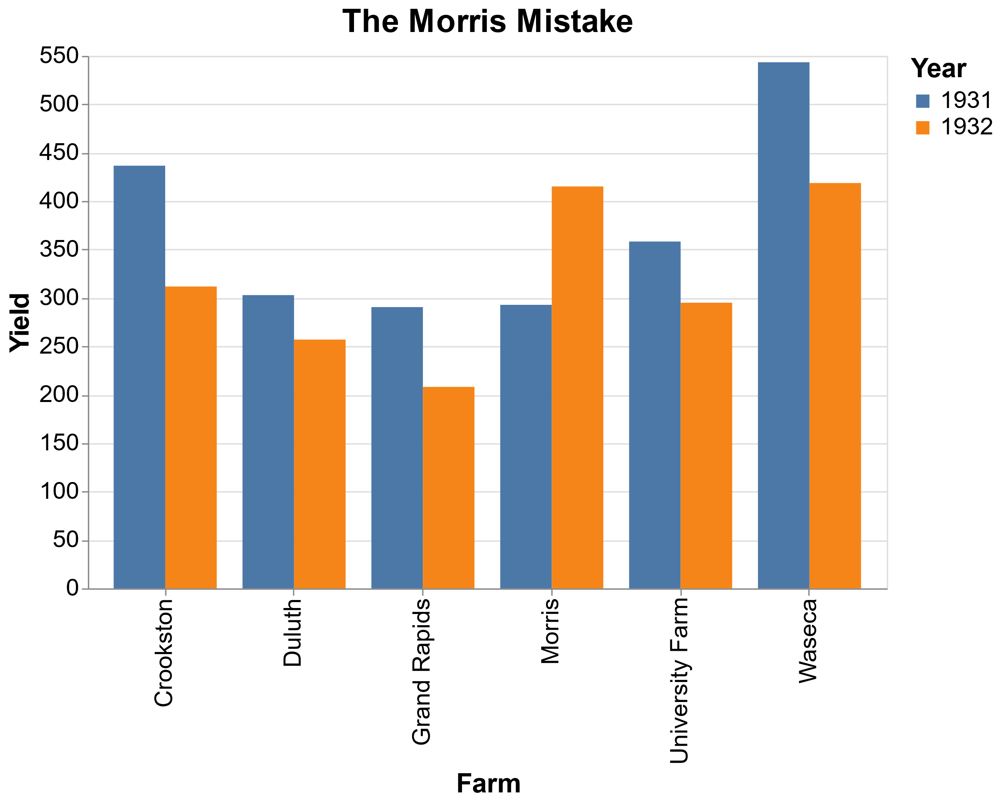 The Morris Mistake
550
500
450
400
350
300
250
200
150
100
50
0
Yield
Crookston
Duluth
Grand Rapids
Morris
University Farm
Waseca
Farm
Year
1931
1932